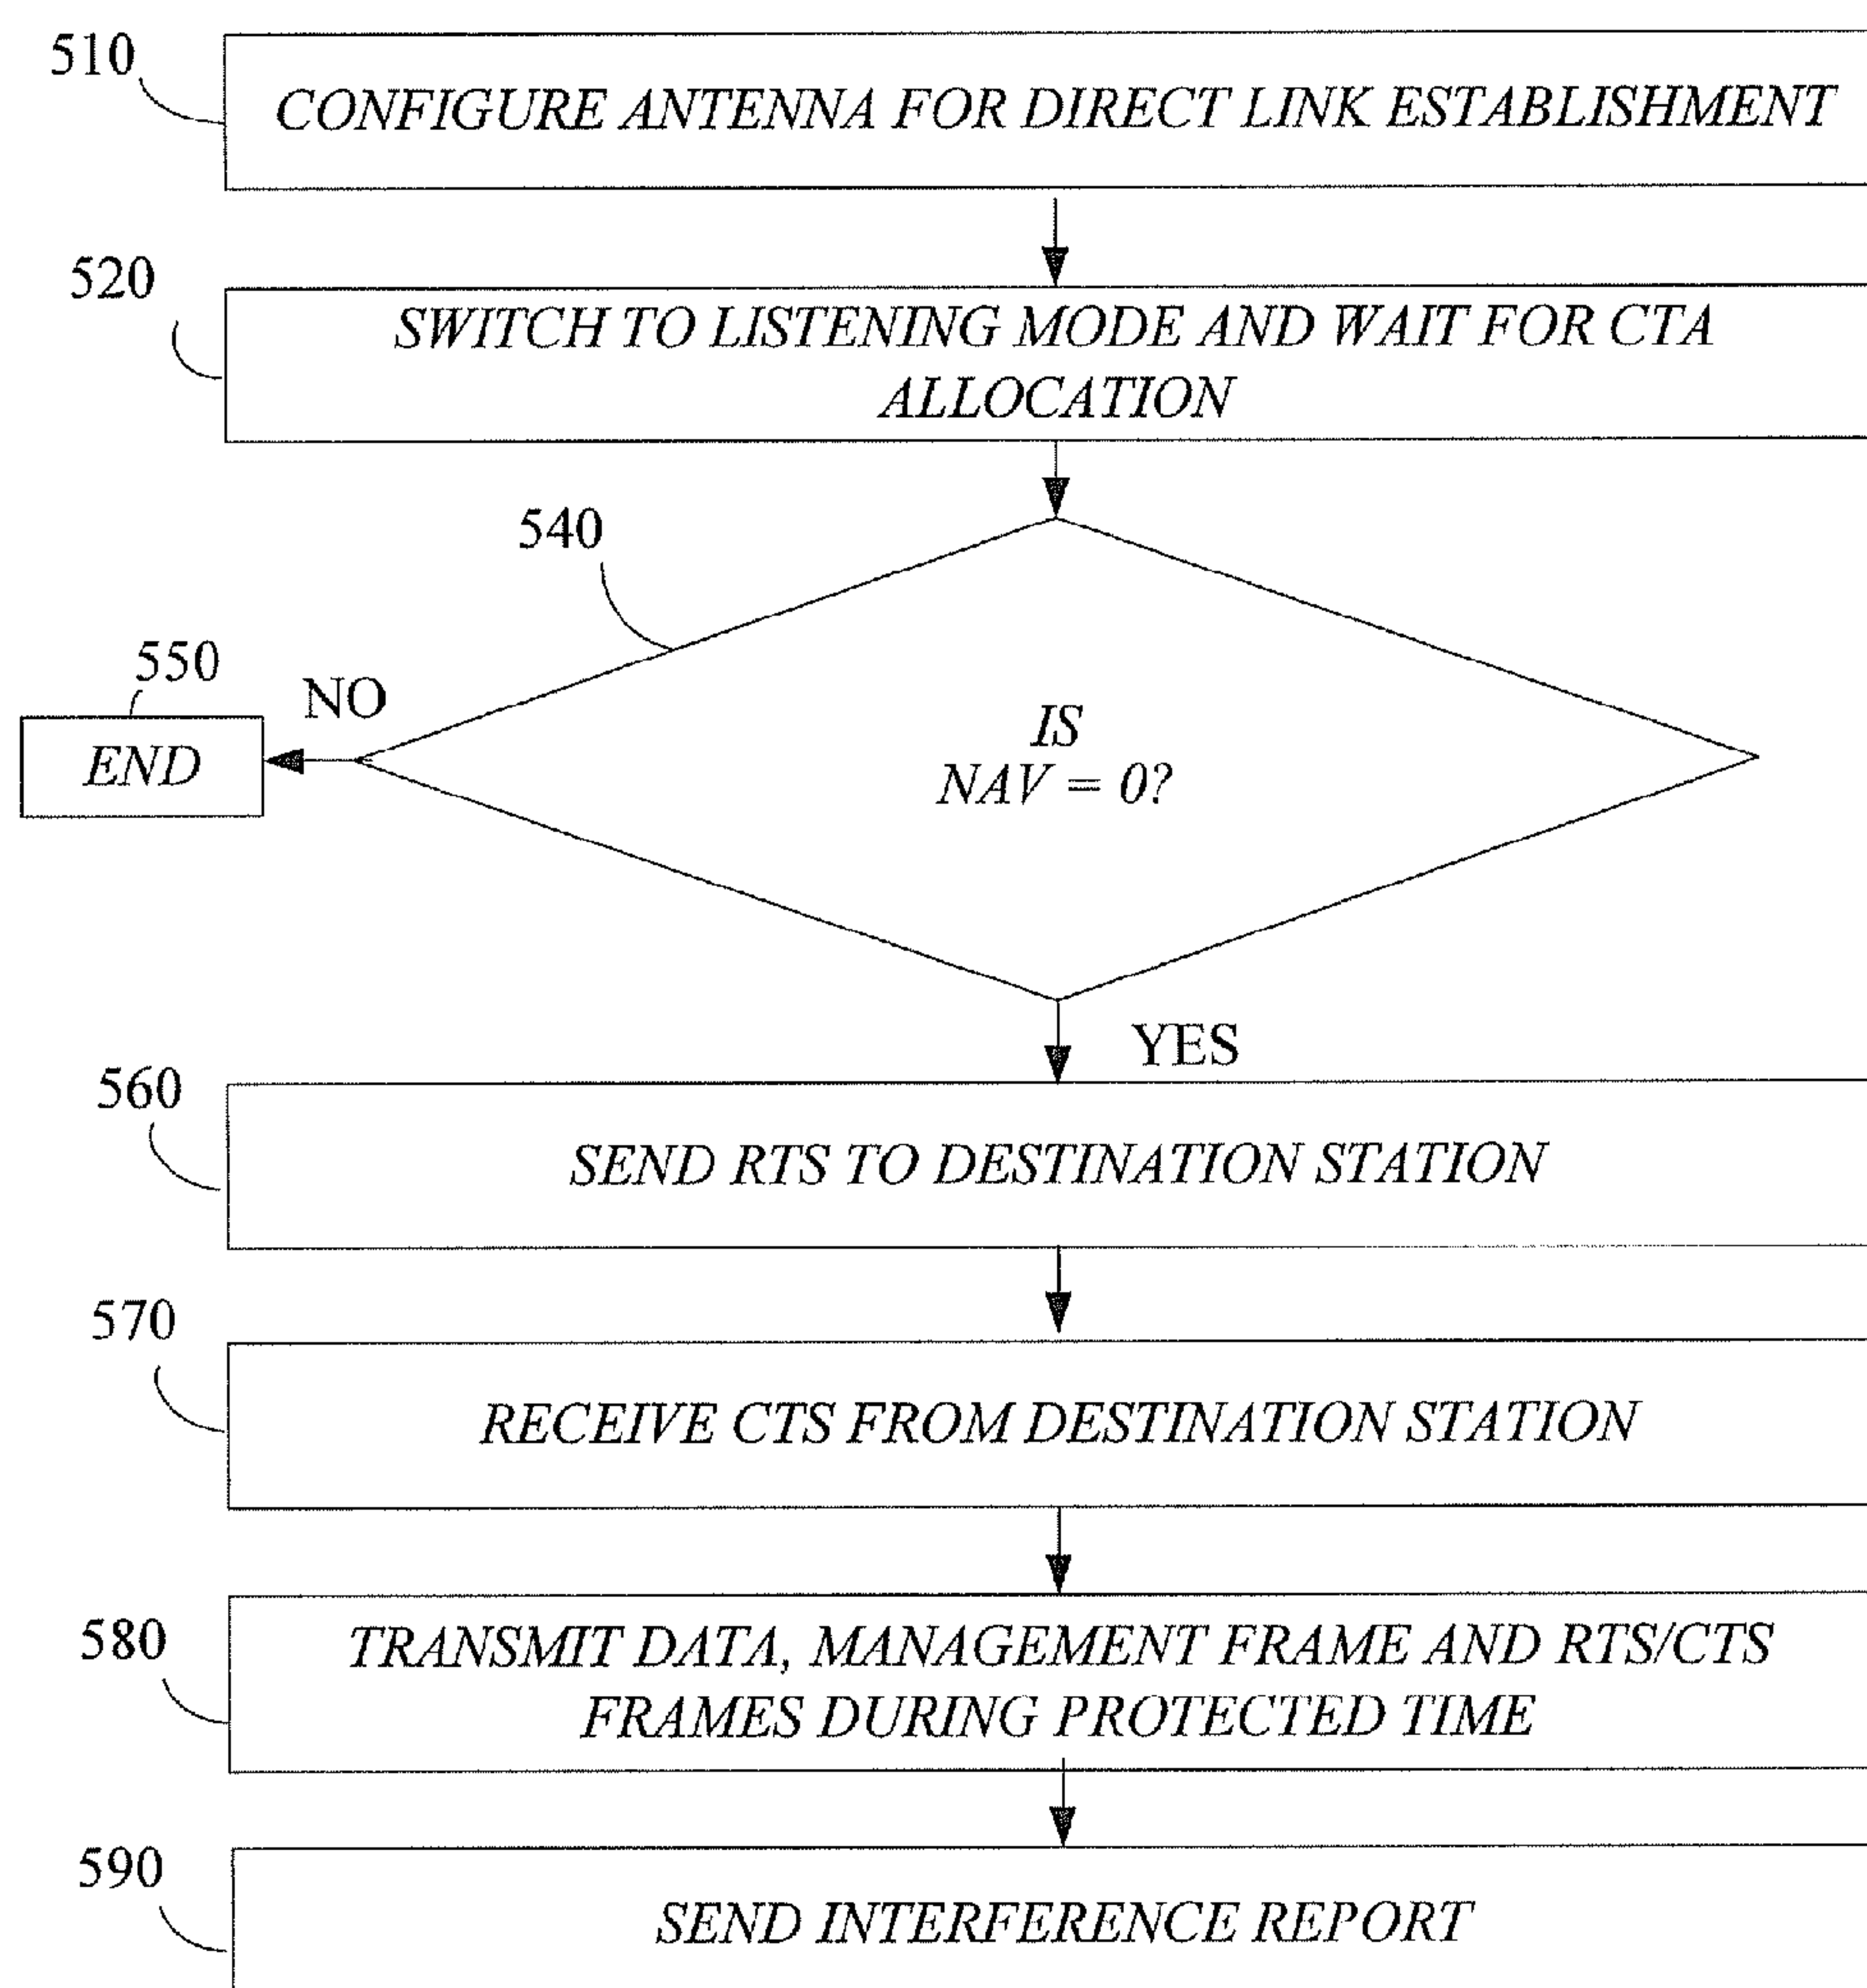 510
CONFIGURE ANTENNA FOR DIRECT LINK ESTABLISHMENT
520
SWITCH TO LISTENING MODE AND WAIT FOR CTA
ALLOCATION
540
550
NO
END
IS
NAV = 0?
YES
560
SEND RTS TO DESTINATION STATION
570
RECEIVE CTS FROM DESTINATION STATION
580
TRANSMIT DATA, MANAGEMENT FRAME AND RTS/CTS
FRAMES DURING PROTECTED TIME
590
SEND INTERFERENCE REPORT